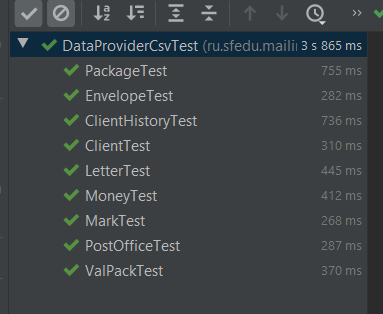 DataProviderCsvTest (ru.sfedu.mailin 3 s 865 ms
PackageTest 755 ms
EnvelopeTest 282 ms
ClientHistoryTest 736 ms
ClientTest 310 ms
LetterTest 445 ms
MoneyTest 412 ms
MarkTest 268 ms
PostOfficeTest 287 ms
ValPackTest 370 ms